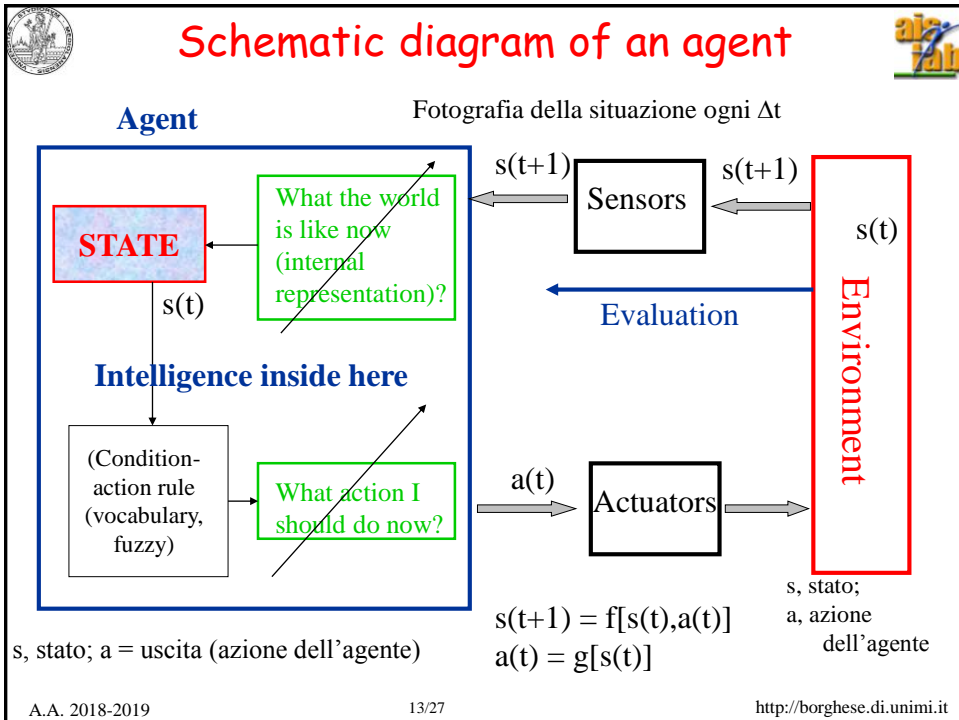 Schematic diagram of an agent
Agent
Fotografia della situazione ogni Δt
s(t+1)
s(t+1)
What the world
is like now
(internal
representation)?
Sensors
STATE
s(t)
s(t)
Evaluation
Environment
Intelligence inside here
(Condition-
action rule
(vocabulary,
fuzzy)
What action I
should do now?
a(t)
Actuators
s, stato;
a, azione
dell’agente
s(t+1) = f[s(t),a(t)]
a(t) = g[s(t)]
s, stato; a = uscita (azione dell’agente)
A.A. 2018-2019
13/27
http://borghese.di.unimi.it
ais
lab